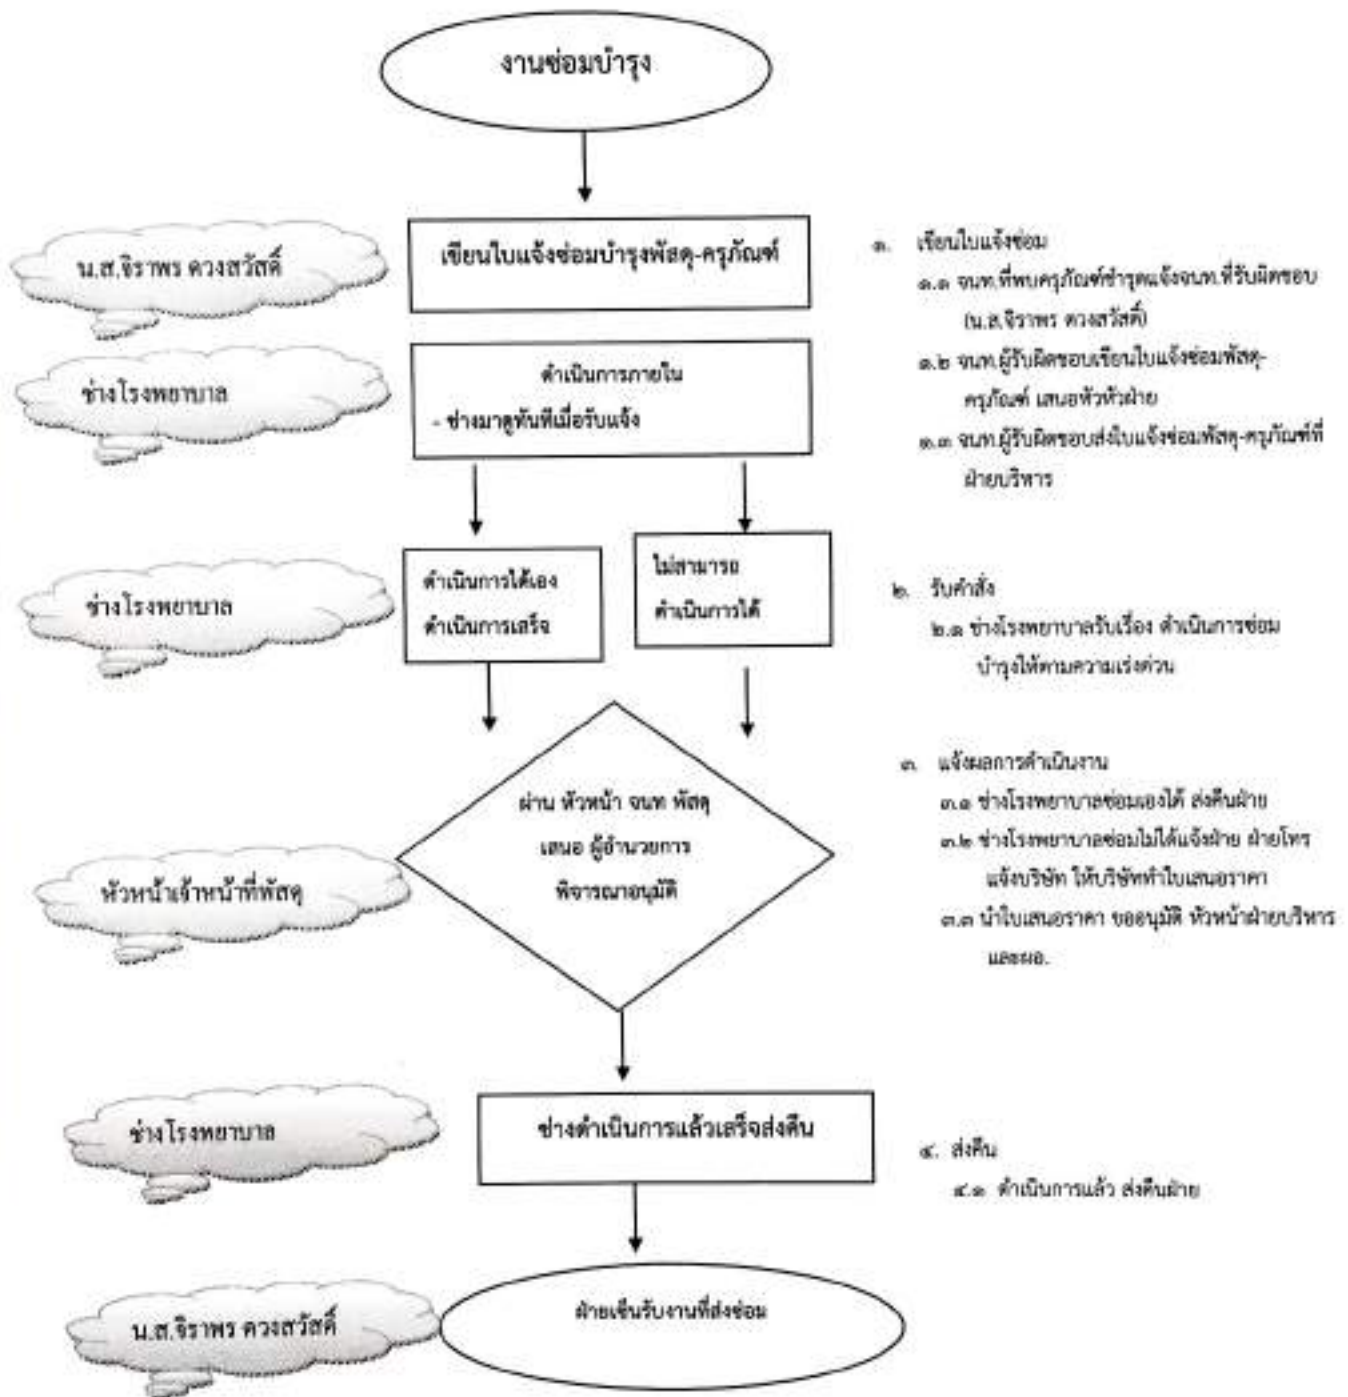 งานซ่อมบำรุง
น.ส.จิราพร ดวงสวัสดิ์
เขียนใบแจ้งซ่อมบำรุงพัสดุ-ครุภัณฑ์
ช่างโรงพยาบาล
ดำเนินการภายใน
- ช่างมาดูทันทีเมื่อรับแจ้ง
๑. เขียนใบแจ้งซ่อม
๑.๑ จนท.ที่พบครุภัณฑ์ชำรุดแจ้งจนท.ที่รับผิดชอบ
(น.ส.จิราพร ดวงสวัสดิ์)
๑.๒ จนท.ผู้รับผิดชอบเขียนใบแจ้งซ่อมพัสดุ-
ครุภัณฑ์ เสนอหัวหัวฝ่าย
๑.๓ จนท.ผู้รับผิดชอบส่งใบแจ้งซ่อมพัสดุ-ครุภัณฑ์ที่
ฝ่ายบริหาร
ช่างโรงพยาบาล
ดำเนินการได้เอง
ดำเนินการเสร็จ
ไม่สามารถ
ดำเนินการได้
๒. รับคำสั่ง
๒.๑ ช่างโรงพยาบาลรับเรื่อง ดำเนินการซ่อม
บำรุงให้ตามความเร่งด่วน
หัวหน้าเจ้าหน้าที่พัสดุ
ผ่าน หัวหน้า จนท พัสดุ
เสนอ ผู้อำนวยการ
พิจารณาอนุมัติ
๓. แจ้งผลการดำเนินงาน
๓.๑ ช่างโรงพยาบาลซ่อมเองได้ ส่งคืนฝ่าย
๓.๒ ช่างโรงพยาบาลซ่อมไม่ได้แจ้งฝ่าย ฝ่ายโทร
แจ้งบริษัท ให้บริษัททำใบเสนอราคา
๓.๓ นำใบเสนอราคา ขออนุมัติ หัวหน้าฝ่ายบริหาร
และผอ.
ช่างโรงพยาบาล
ช่างดำเนินการแล้วเสร็จส่งคืน
๔. ส่งคืน
๔.๑ ดำเนินการแล้ว ส่งคืนฝ่าย
น.ส.จิราพร ดวงสวัสดิ์
ฝ่ายเซ็นรับงานที่ส่งซ่อม